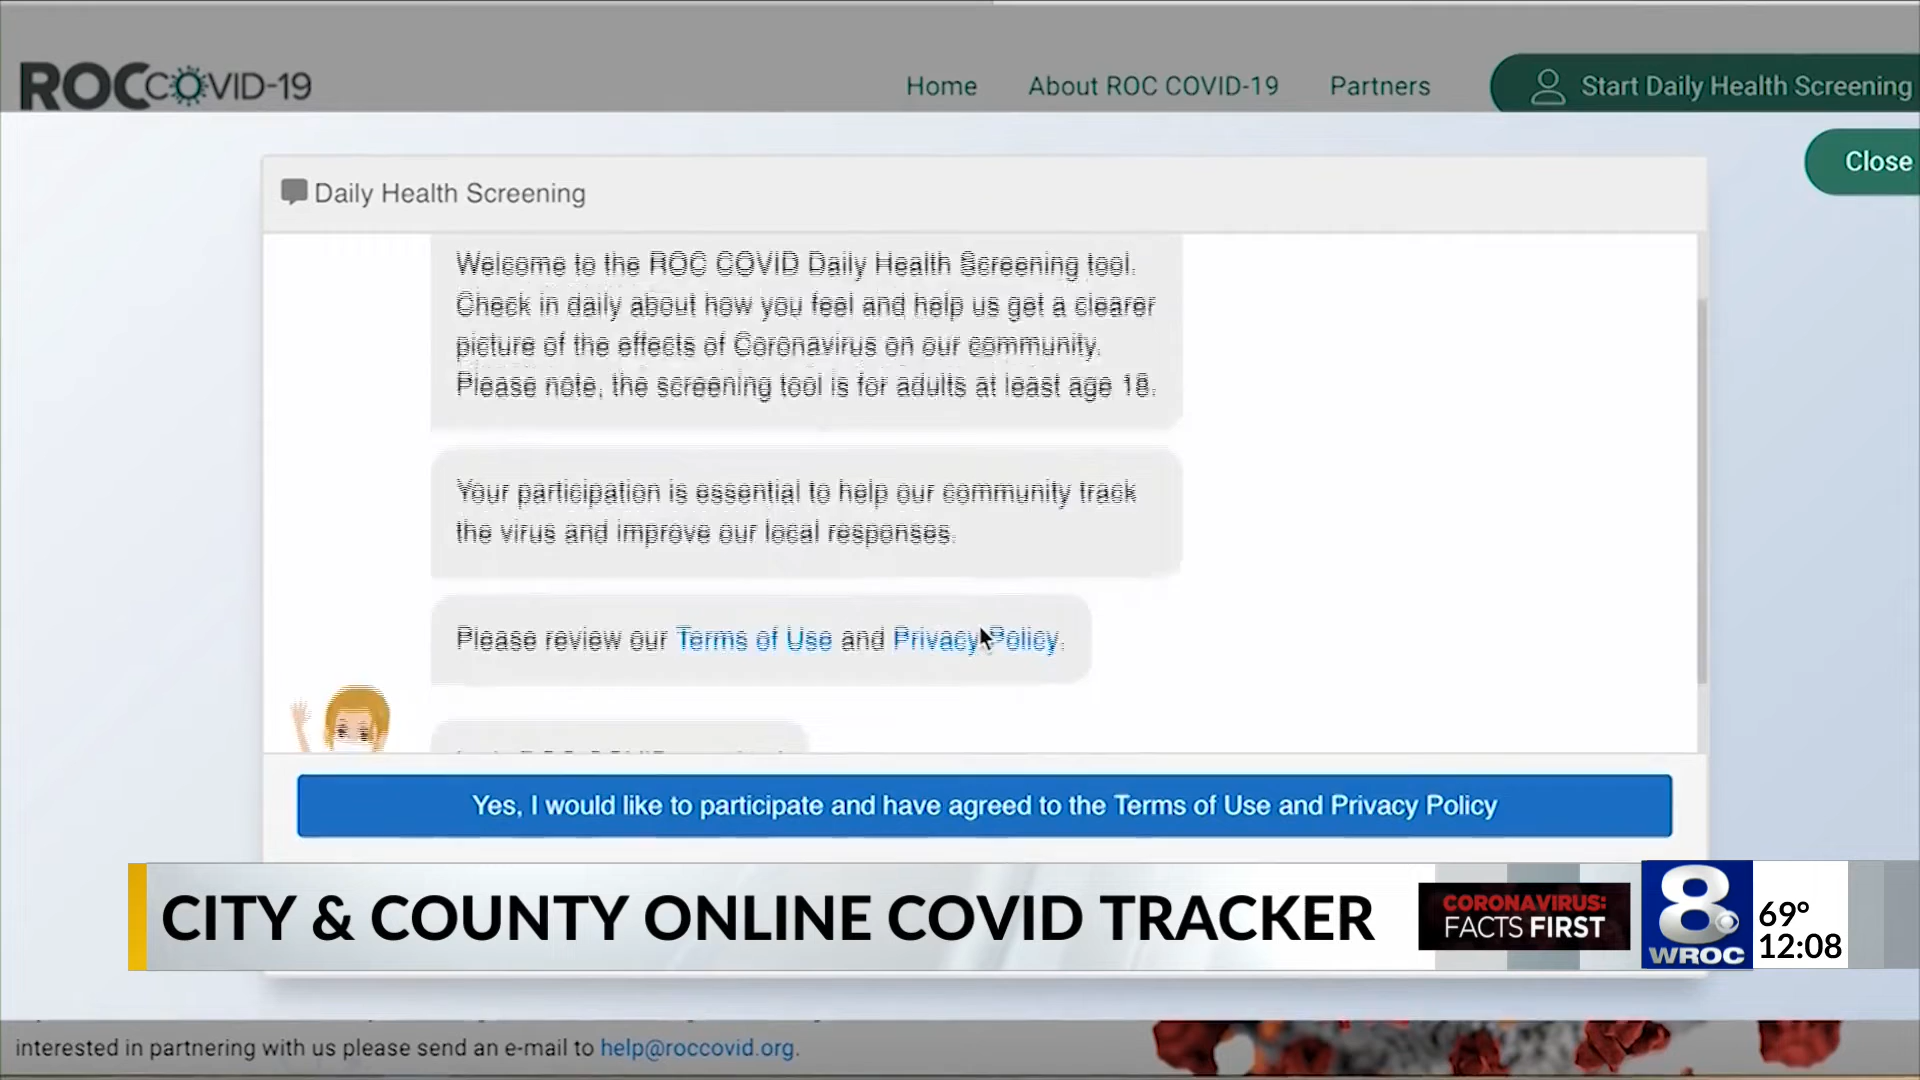 ROCCOVID-19
Home
About ROC COVID-19
Partners
Start Daily Health Screening
Close
Daily Health Screening
Welcome to the ROC COVID Daily Health Screening tool.
Check in daily about how you feel and help us get a clearer
picture of the effects of Coronavirus on our community.
Please note, the screening tool is for adults at least age 18.
Your participation is essential to help our community track
the virus and improve our local responses.
Please review our Terms of Use and Privacy Policy.
Yes, I would like to participate and have agreed to the Terms of Use and Privacy Policy
CITY & COUNTY ONLINE COVID TRACKER
CORONAVIRUS:
FACTS FIRST
8
WROC
69°
12:08
interested in partnering with us please send an e-mail to help@roccovid.org.